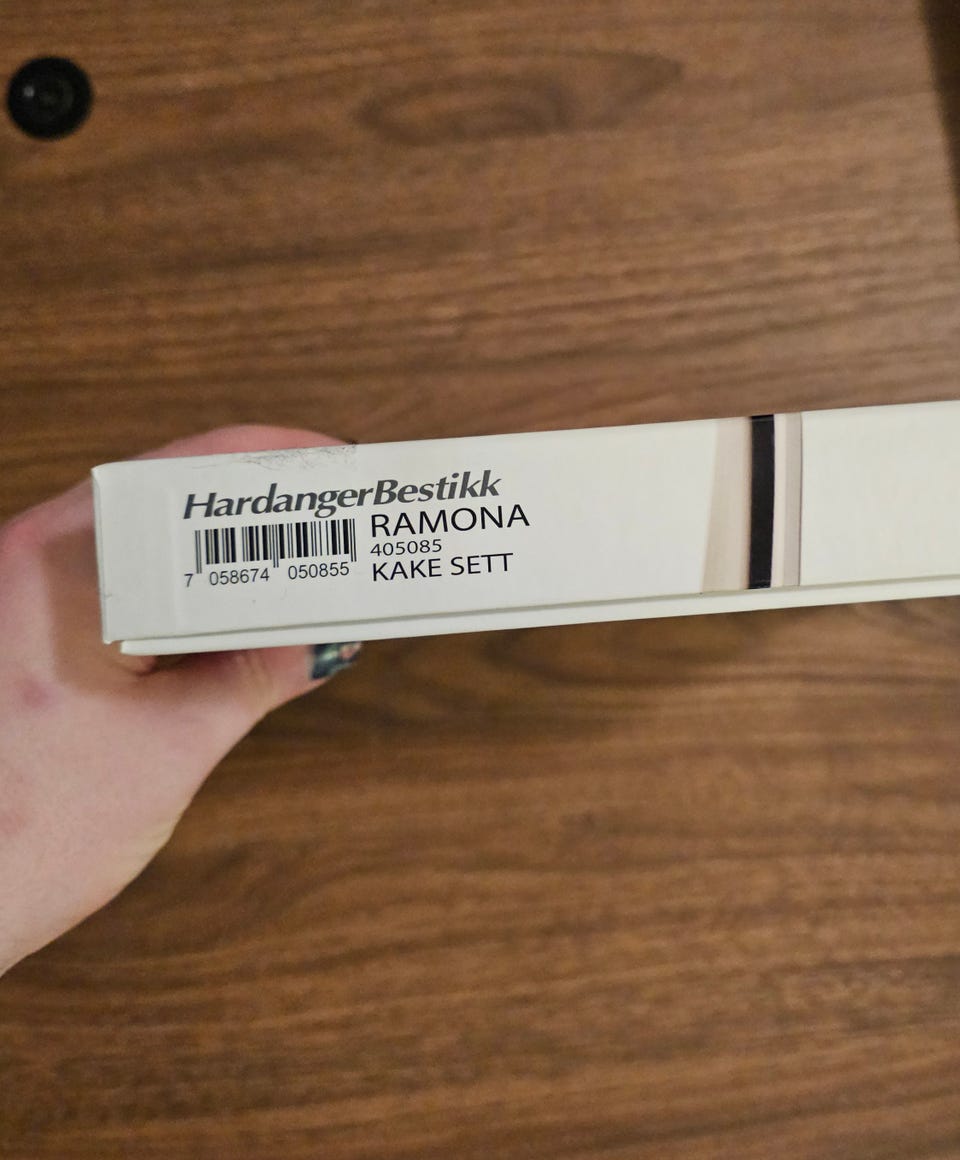 HardangerBestikk
RAMONA
405085
KAKE SETT
7 058674 050855